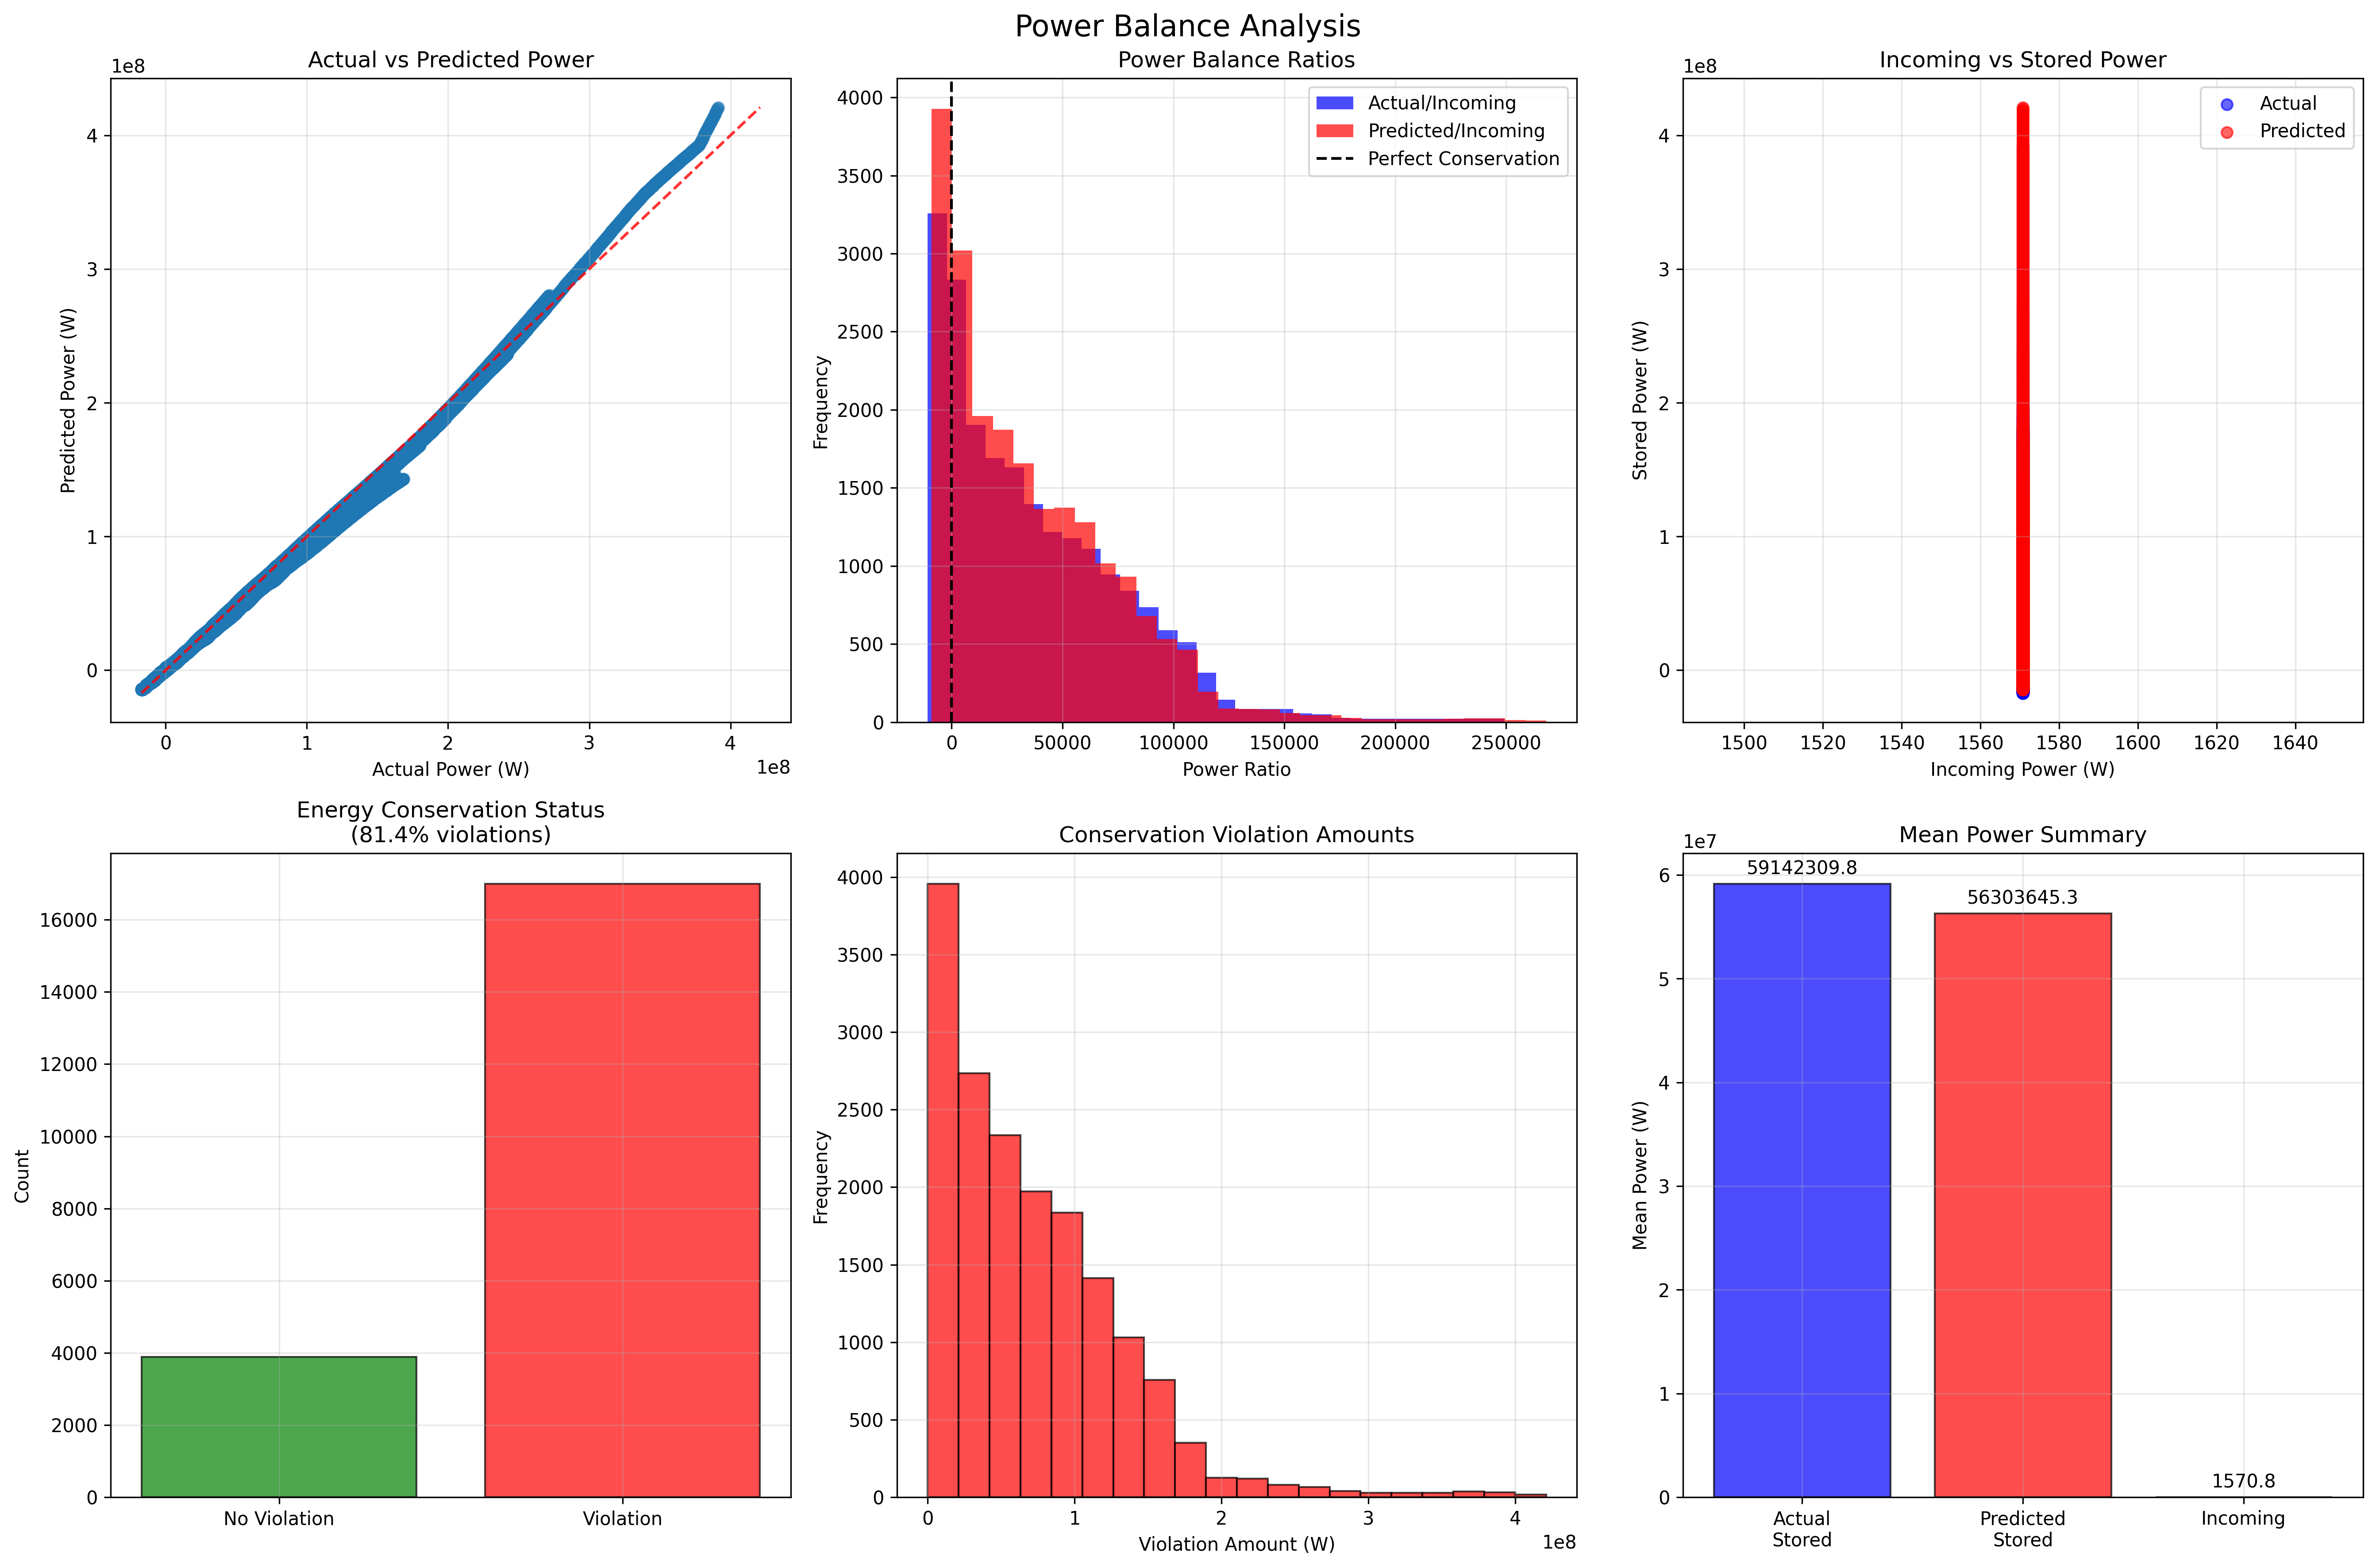 Power Balance Analysis
Actual vs Predicted Power
1e8
4
3
2
1
0
Predicted Power (W)
0 1 2 3 4
1e8
Actual Power (W)
Power Balance Ratios
Actual/Incoming
Predicted/Incoming
Perfect Conservation
4000
3500
3000
2500
2000
1500
1000
500
0
Frequency
0 50000 100000 150000 200000 250000
Power Ratio
Incoming vs Stored Power
1e8
Actual
Predicted
4
3
2
1
0
Stored Power (W)
1500 1520 1540 1560 1580 1600 1620 1640
Incoming Power (W)
Energy Conservation Status
(81.4% violations)
16000
14000
12000
10000
8000
6000
4000
2000
0
Count
No Violation Violation
Conservation Violation Amounts
4000
3500
3000
2500
2000
1500
1000
500
0
Frequency
0 1 2 3 4
1e8
Violation Amount (W)
Mean Power Summary
1e7
59142309.8
56303645.3
1570.8
6
5
4
3
2
1
0
Mean Power (W)
Actual
Stored
Predicted
Stored
Incoming